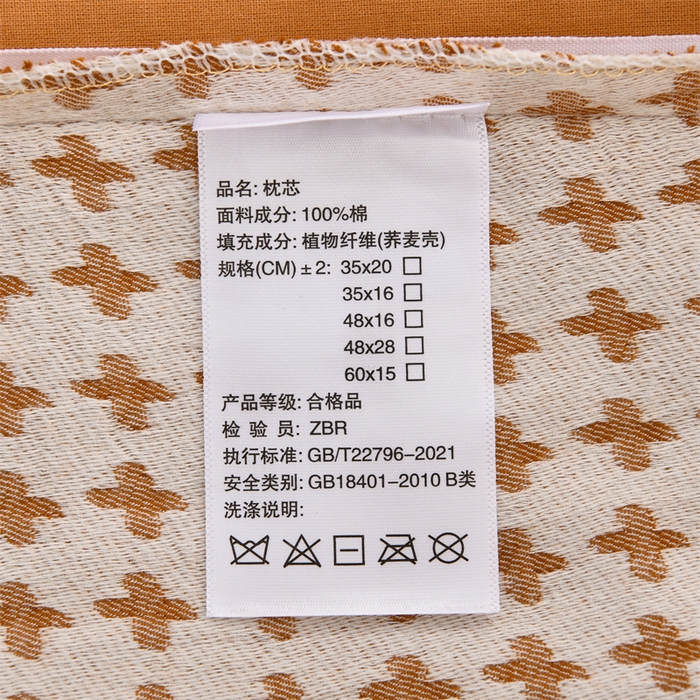 品名: 枕芯
面料成分: 100%棉
填充成分: 植物纤维(荞麦壳)
规格(CM) ± 2: 35x20 □
35x16 □
48x16 □
48x28 □
60x15 □
产品等级: 合格品
检 验 员: ZBR
执行标准: GB/T22796–2021
安全类别: GB18401–2010 B类
洗涤说明: